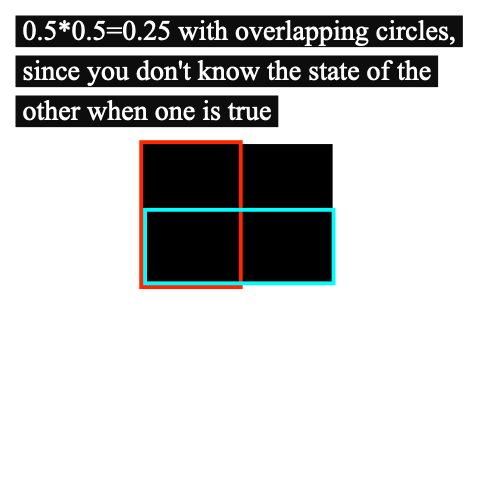 0.5*0.5=0.25 with overlapping circles,
since you don't know the state of the
other when one is true